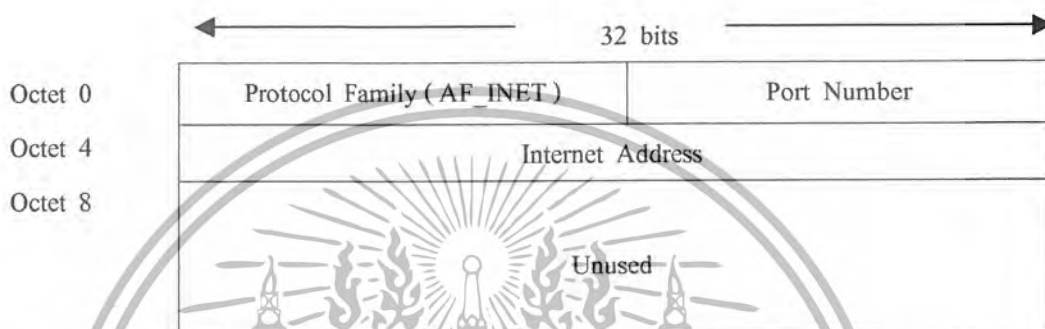 32 bits
Octet 0 Protocol Family ( AF_INET ) Port Number
Octet 4 Internet Address
Octet 8
Unused